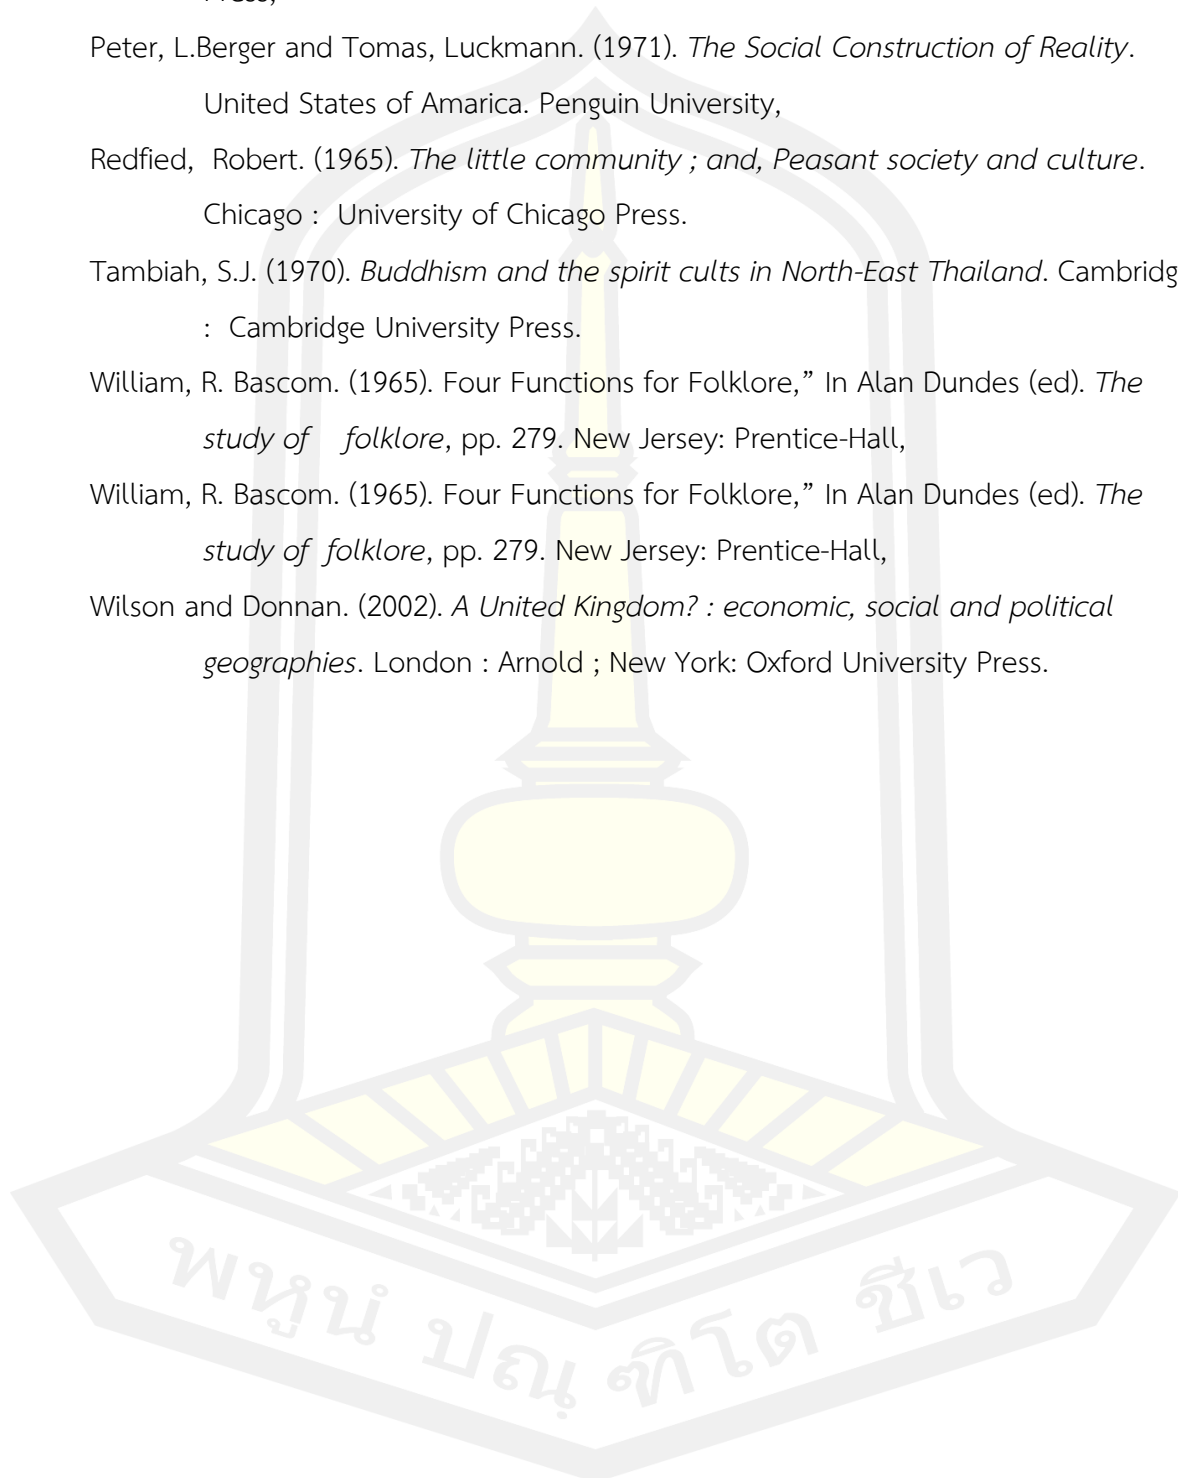 Press,
Peter, L.Berger and Tomas, Luckmann. (1971). The Social Construction of Reality.
United States of Amarica. Penguin University,
Redfied, Robert. (1965). The little community ; and, Peasant society and culture.
Chicago : University of Chicago Press.
Tambiah, S.J. (1970). Buddhism and the spirit cults in North-East Thailand. Cambridg
: Cambridge University Press.
William, R. Bascom. (1965). Four Functions for Folklore,” In Alan Dundes (ed). The
study of folklore, pp. 279. New Jersey: Prentice-Hall,
William, R. Bascom. (1965). Four Functions for Folklore,” In Alan Dundes (ed). The
study of folklore, pp. 279. New Jersey: Prentice-Hall,
Wilson and Donnan. (2002). A United Kingdom? : economic, social and political
geographies. London : Arnold ; New York: Oxford University Press.
พหูนํ ปณฺ ฑิโต ชีเว